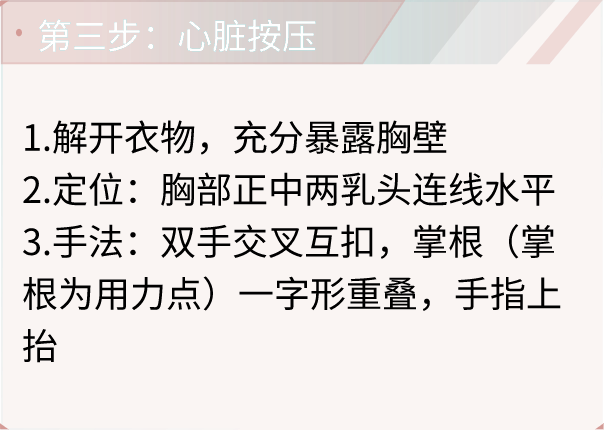 第三步：心脏按压
1.解开衣物，充分暴露胸壁
2.定位：胸部正中两乳头连线水平
3.手法：双手交叉互扣，掌根（掌
根为用力点）一字形重叠，手指上
抬